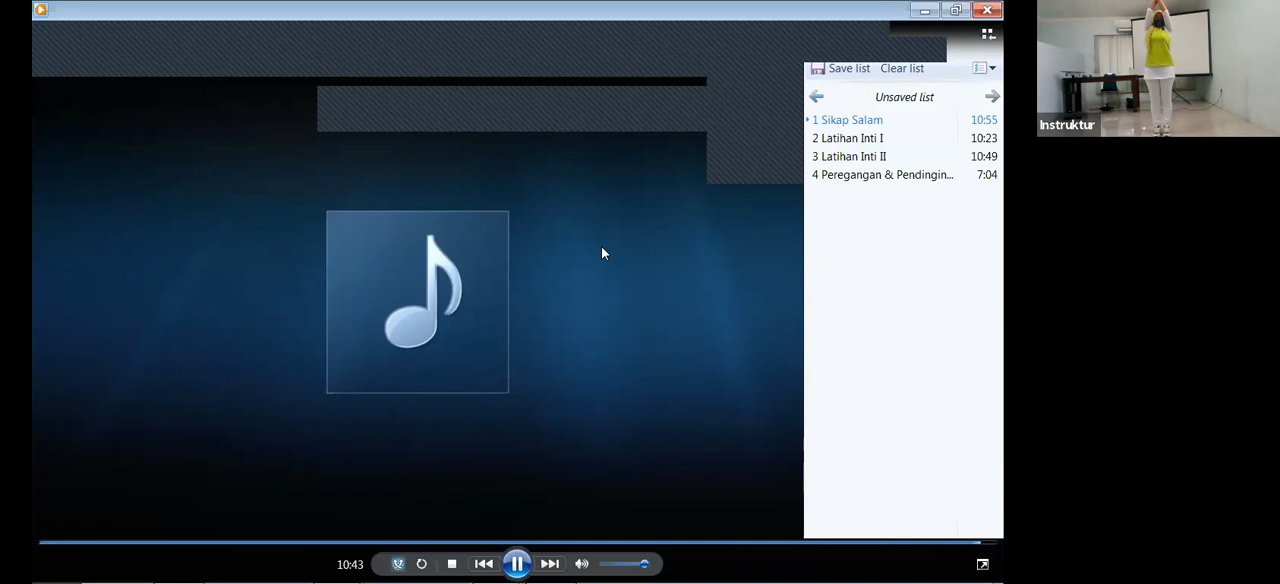 Save list Clear list
Unsaved list
1 Sikap Salam 10:55
2 Latihan Inti I 10:23
3 Latihan Inti II 10:49
4 Peregangan & Pendingin... 7:04
Instruktur
10:43